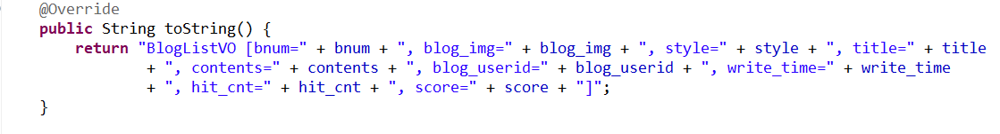 @Override
public String toString() {
return "BlogListVO [bnum=" + bnum + ", blog_img=" + blog_img + ", style=" + style + ", title=" + title
+ ", contents=" + contents + ", blog_userid=" + blog_userid + ", write_time=" + write_time
+ ", hit_cnt=" + hit_cnt + ", score=" + score + "]";
}